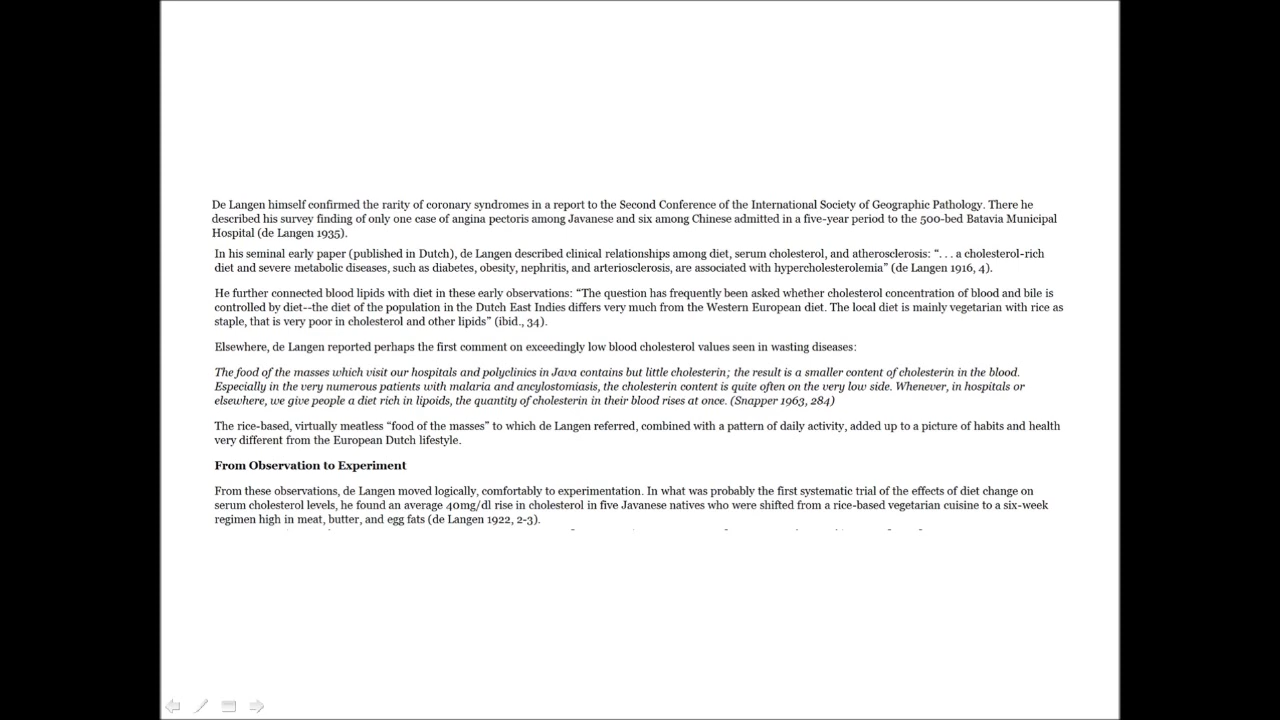 De Langen himself confirmed the rarity of coronary syndromes in a report to the Second Conference of the International Society of Geographic Pathology. There he
described his survey finding of only one case of angina pectoris among Javanese and six among Chinese admitted in a five-year period to the 500-bed Batavia Municipal
Hospital (de Langen 1935).
In his seminal early paper (published in Dutch), de Langen described clinical relationships among diet, serum cholesterol, and atherosclerosis: “. . . a cholesterol-rich
diet and severe metabolic diseases, such as diabetes, obesity, nephritis, and arteriosclerosis, are associated with hypercholesterolemia” (de Langen 1916, 4).
He further connected blood lipids with diet in these early observations: “The question has frequently been asked whether cholesterol concentration of blood and bile is
controlled by diet--the diet of the population in the Dutch East Indies differs very much from the Western European diet. The local diet is mainly vegetarian with rice as
staple, that is very poor in cholesterol and other lipids” (ibid., 34).
Elsewhere, de Langen reported perhaps the first comment on exceedingly low blood cholesterol values seen in wasting diseases:
The food of the masses which visit our hospitals and polyclinics in Java contains but little cholesterin; the result is a smaller content of cholesterin in the blood.
Especially in the very numerous patients with malaria and ancylostomiasis, the cholesterin content is quite often on the very low side. Whenever, in hospitals or
elsewhere, we give people a diet rich in lipoids, the quantity of cholesterin in their blood rises at once. (Snapper 1963, 284)
The rice-based, virtually meatless “food of the masses” to which de Langen referred, combined with a pattern of daily activity, added up to a picture of habits and health
very different from the European Dutch lifestyle.
From Observation to Experiment
From these observations, de Langen moved logically, comfortably to experimentation. In what was probably the first systematic trial of the effects of diet change on
serum cholesterol levels, he found an average 40mg/dl rise in cholesterol in five Javanese natives who were shifted from a rice-based vegetarian cuisine to a six-week
regimen high in meat, butter, and egg fats (de Langen 1922, 2-3).